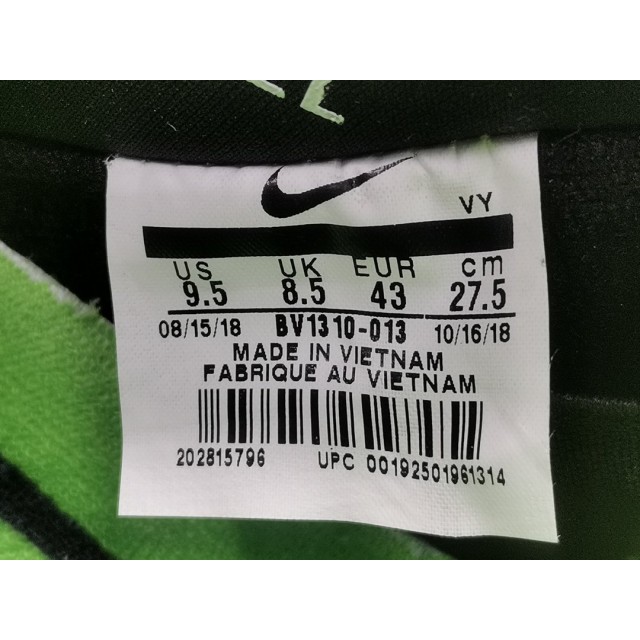 VY
US UK EUR cm
9.5 8.5 43 27.5
08/15/18 BV1310-013 10/16/18
MADE IN VIETNAM
FABRIQUE AU VIETNAM
202815796 UPC 00192501961314